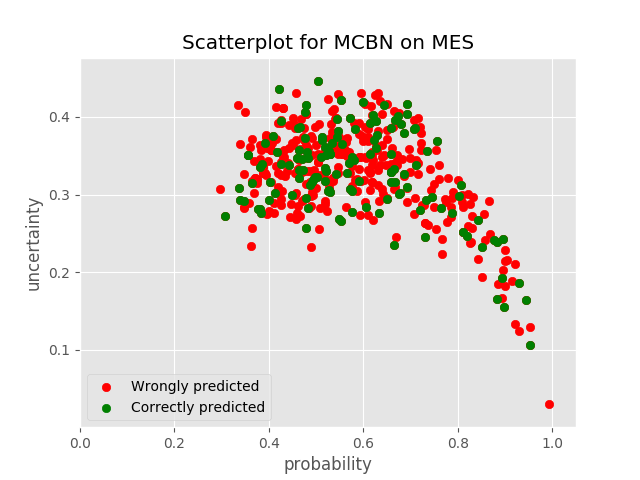 Scatterplot for MCBN on MES
uncertainty
0.4
0.3
0.2
0.1
Wrongly predicted
Correctly predicted
0.0 0.2 0.4 0.6 0.8 1.0
probability